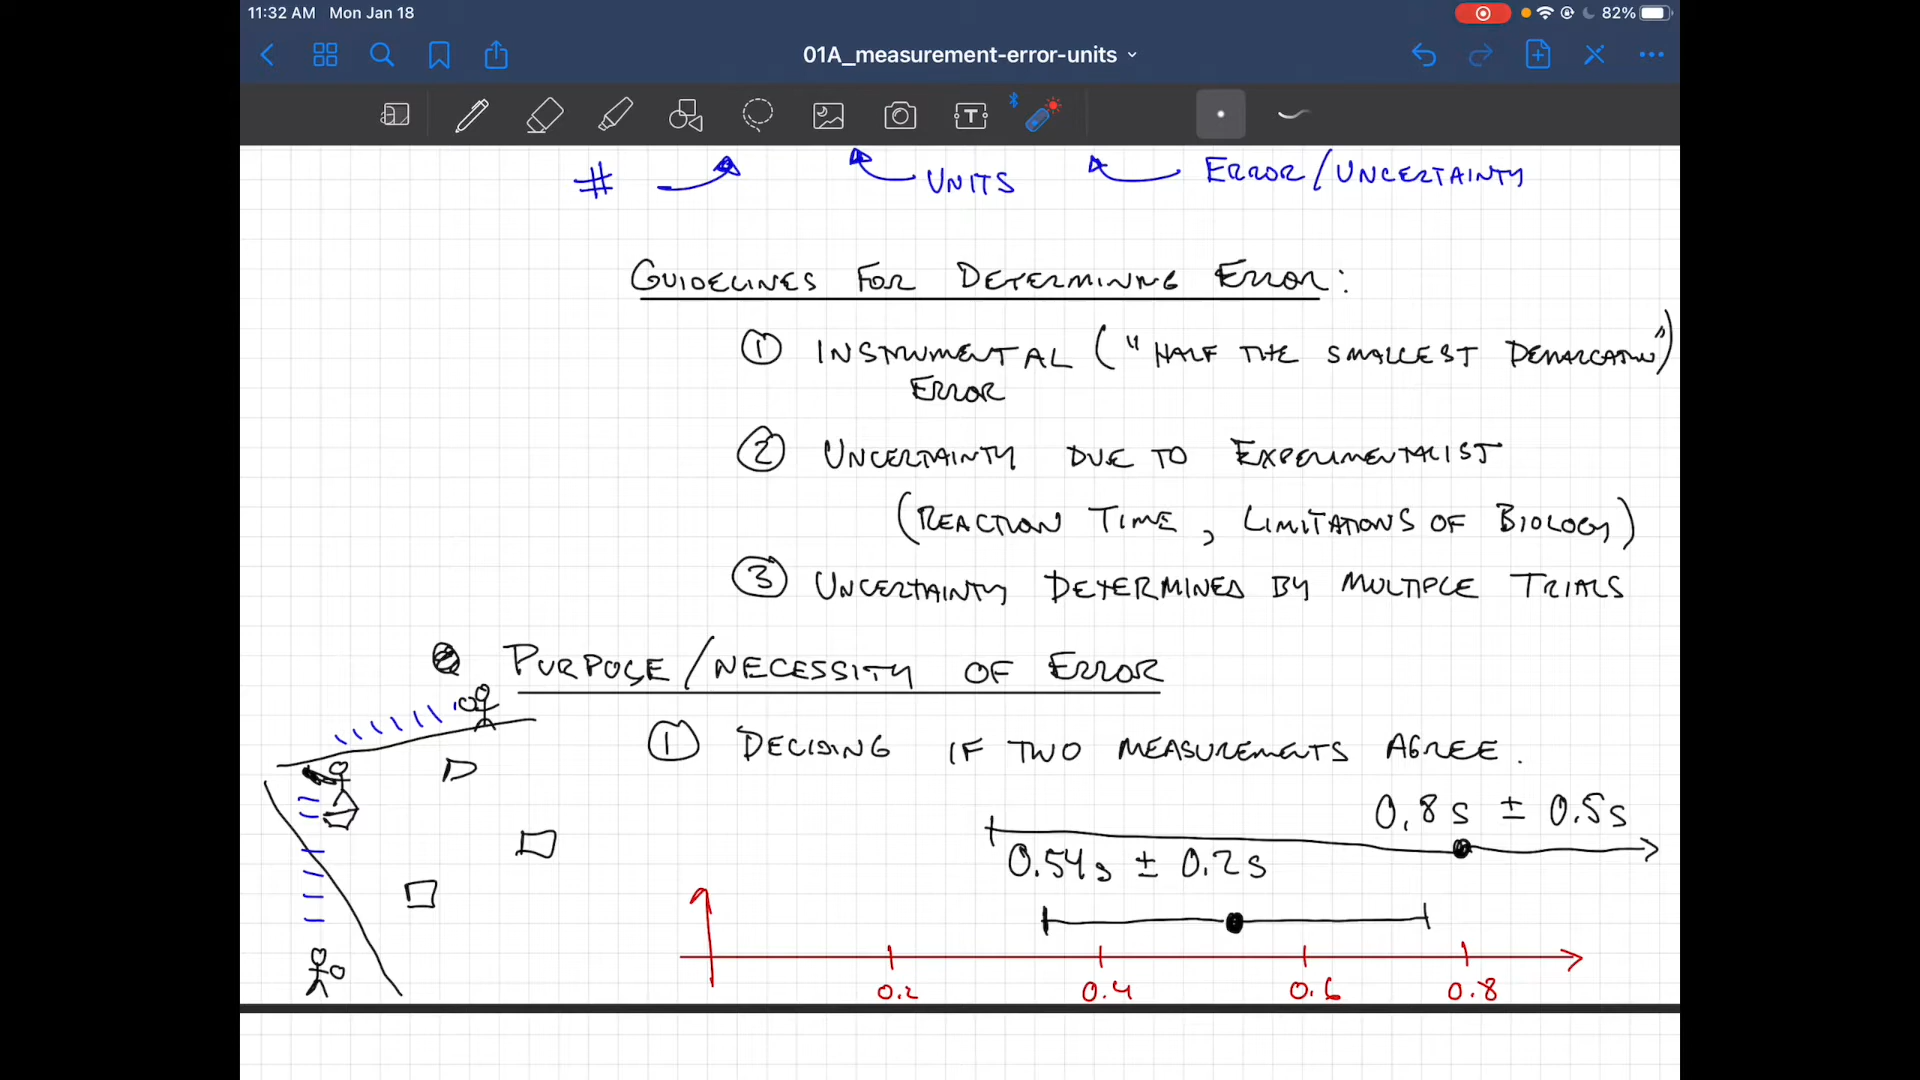 11:32 AM Mon Jan 18
82%
01A_measurement-error-units
# UNITS ERROR/UNCERTAINTY
GUIDELINES FOR DETERMINING ERROR:
① INSTRUMENTAL ("HALF THE SMALLEST DEMARCATION")
ERROR
② UNCERTAINTY DUE TO EXPERIMENTALIST
(REACTION TIME, LIMITATIONS OF BIOLOGY)
③ UNCERTAINTY DETERMINED BY MULTIPLE TRIALS
PURPOSE/NECESSITY OF ERROR
① DECIDING IF TWO MEASUREMENTS AGREE.
0.8s ± 0.5s
0.54s ± 0.2s
0.2 0.4 0.6 0.8